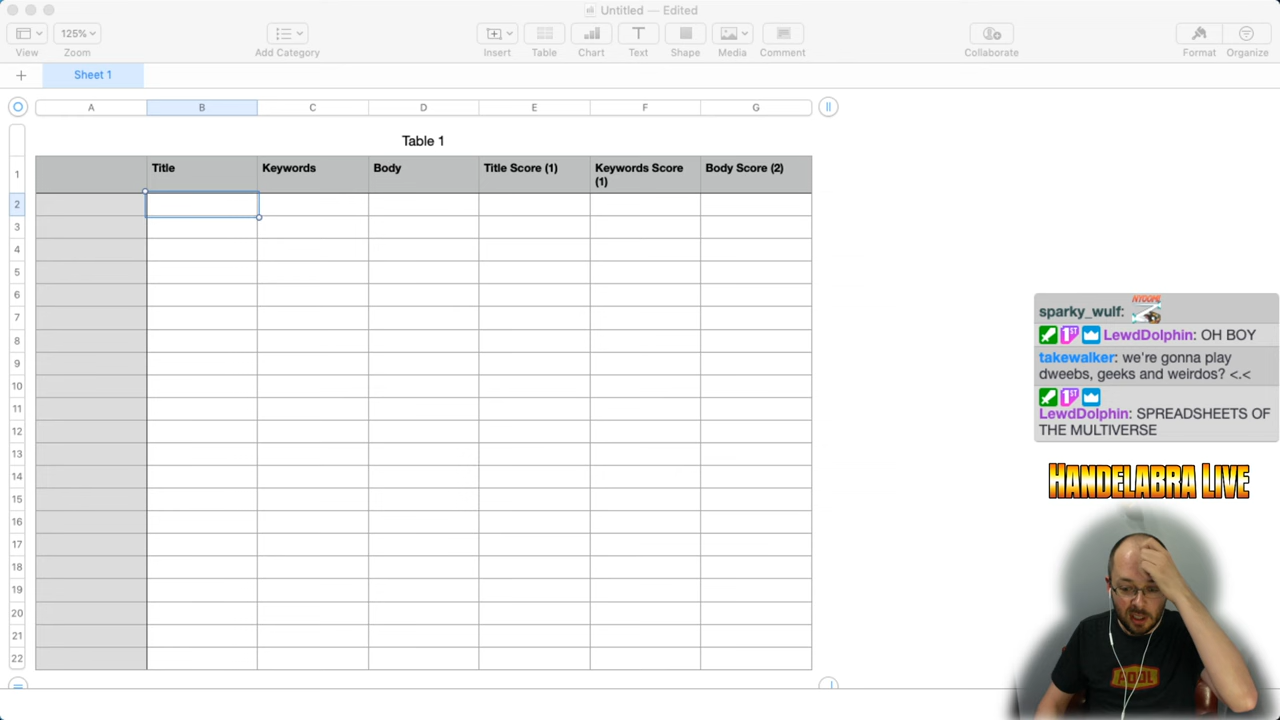 Untitled — Edited
125%
View
Zoom
Add Category
Insert
Table
Chart
Text
Shape
Media
Comment
Collaborate
Format
Organize
Sheet 1
A B C D E F G
Table 1
1 Title Keywords Body Title Score (1) Keywords Score (1) Body Score (2)
2
3
4
5
6
7
8
9
10
11
12
13
14
15
16
17
18
19
20
21
22
sparky_wulf:
1ST LewdDolphin: OH BOY
takewalker: we're gonna play
dweebs, geeks and weirdos? <.<
1ST
LewdDolphin: SPREADSHEETS OF
THE MULTIVERSE
HANDELABRA LIVE